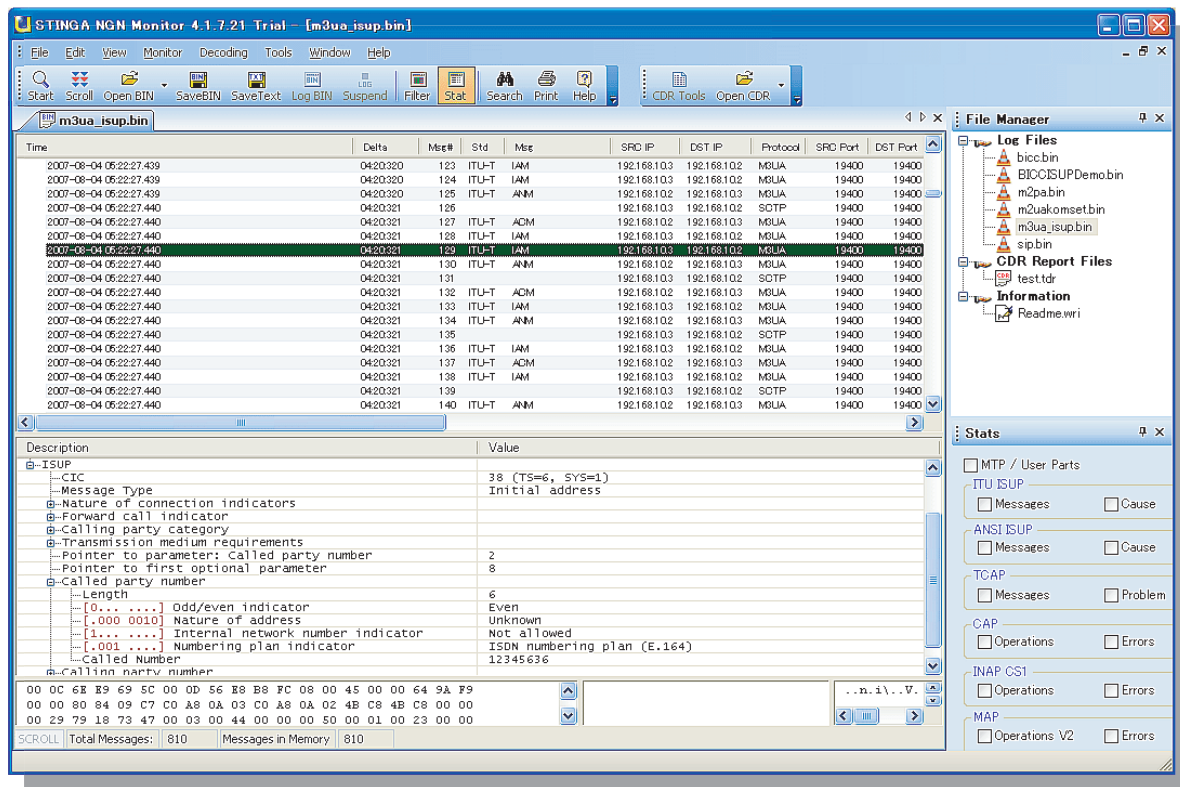 STINGA NGN Monitor 4.1.7.21 Trial - [m3ua_isup.bin]
File Edit View Monitor Decoding Tools Window Help
Start Scroll Open BIN SaveBIN SaveText Log BIN Suspend Filter Stat Search Print Help CDR Tools Open CDR
m3ua_isup.bin
Time Delta Msg# Std Msg SRC IP DST IP Protocol SRC Port DST Port
2007-08-04 05:22:27.439 04:20:320 123 ITU-T IAM 192.168.10.3 192.168.10.2 M3UA 19400 19400
2007-08-04 05:22:27.439 04:20:320 124 ITU-T IAM 192.168.10.3 192.168.10.2 M3UA 19400 19400
2007-08-04 05:22:27.439 04:20:320 125 ITU-T ANM 192.168.10.2 192.168.10.3 M3UA 19400 19400
2007-08-04 05:22:27.440 04:20:321 126 192.168.10.3 192.168.10.2 SCTP 19400 19400
2007-08-04 05:22:27.440 04:20:321 127 ITU-T ACM 192.168.10.2 192.168.10.3 M3UA 19400 19400
2007-08-04 05:22:27.440 04:20:321 128 ITU-T IAM 192.168.10.3 192.168.10.2 M3UA 19400 19400
2007-08-04 05:22:27.440 04:20:321 129 ITU-T IAM 192.168.10.3 192.168.10.2 M3UA 19400 19400
2007-08-04 05:22:27.440 04:20:321 130 ITU-T ANM 192.168.10.2 192.168.10.3 M3UA 19400 19400
2007-08-04 05:22:27.440 04:20:321 131 192.168.10.3 192.168.10.2 SCTP 19400 19400
2007-08-04 05:22:27.440 04:20:321 132 ITU-T ACM 192.168.10.2 192.168.10.3 M3UA 19400 19400
2007-08-04 05:22:27.440 04:20:321 133 ITU-T IAM 192.168.10.3 192.168.10.2 M3UA 19400 19400
2007-08-04 05:22:27.440 04:20:321 134 ITU-T ANM 192.168.10.2 192.168.10.3 M3UA 19400 19400
2007-08-04 05:22:27.440 04:20:321 135 192.168.10.3 192.168.10.2 SCTP 19400 19400
2007-08-04 05:22:27.440 04:20:321 136 ITU-T IAM 192.168.10.3 192.168.10.2 M3UA 19400 19400
2007-08-04 05:22:27.440 04:20:321 137 ITU-T ACM 192.168.10.2 192.168.10.3 M3UA 19400 19400
2007-08-04 05:22:27.440 04:20:321 138 ITU-T IAM 192.168.10.3 192.168.10.2 M3UA 19400 19400
2007-08-04 05:22:27.440 04:20:321 139 192.168.10.3 192.168.10.2 SCTP 19400 19400
2007-08-04 05:22:27.440 04:20:321 140 ITU-T ANM 192.168.10.2 192.168.10.3 M3UA 19400 19400
Description Value
ISUP
CIC 38 (TS=6, SYS=1)
Message Type Initial address
Nature of connection indicators
Forward call indicator
Calling party category
Transmission medium requirements
Pointer to parameter: Called party number 2
Pointer to first optional parameter 8
Called party number
Length 6
[0... ....] Odd/even indicator Even
[.000 0010] Nature of address Unknown
[1... ....] Internal network number indicator Not allowed
[.001 ....] Numbering plan indicator ISDN numbering plan (E.164)
Called Number 12345636
Calling party number
00 0C 6E E9 69 5C 00 0D 56 E8 B8 FC 08 00 45 00 00 64 9A F9
00 00 80 84 09 C7 C0 A8 0A 03 C0 A8 0A 02 4B C8 4B C8 00 00
00 29 79 18 73 47 00 03 00 44 00 00 00 50 00 01 00 23 00 00
..n.i\..V.
SCROLL Total Messages: 810 Messages in Memory 810
File Manager
Log Files
bicc.bin
BICCISUPDemo.bin
m2pa.bin
m2uakomset.bin
m3ua_isup.bin
sip.bin
CDR Report Files
test.tdr
Information
Readme.wri
Stats
MTP / User Parts
ITU ISUP
Messages Cause
ANSI ISUP
Messages Cause
TCAP
Messages Problem
CAP
Operations Errors
INAP CS1
Operations Errors
MAP
Operations V2 Errors